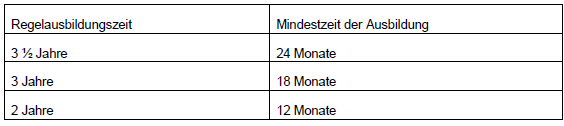 Regelausbildungszeit Mindestzeit der Ausbildung
3 ½ Jahre 24 Monate
3 Jahre 18 Monate
2 Jahre 12 Monate